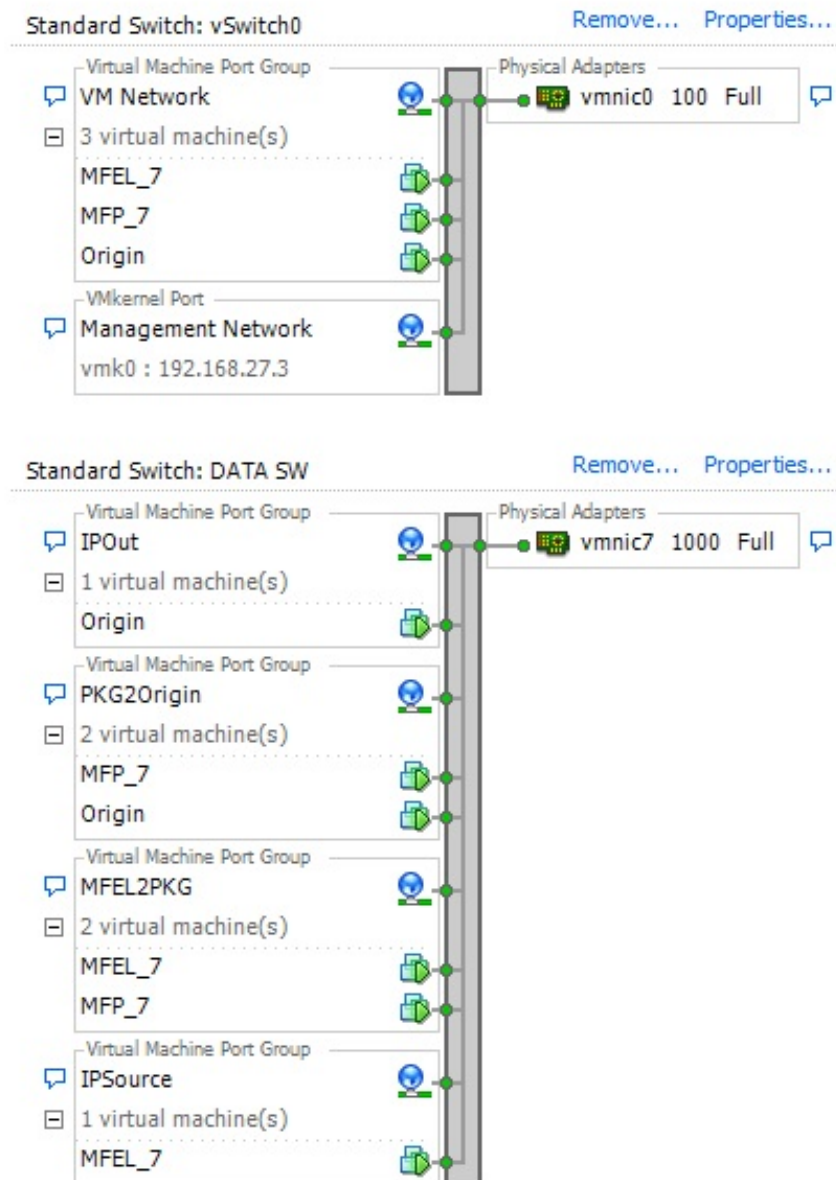 Standard Switch: vSwitch0 Remove... Properties...
Virtual Machine Port Group Physical Adapters
VM Network vmnic0 100 Full
3 virtual machine(s)
MFEL_7
MFP_7
Origin
VMkernel Port
Management Network
vmk0 : 192.168.27.3
Standard Switch: DATA SW Remove... Properties...
Virtual Machine Port Group Physical Adapters
IPOut vmnic7 1000 Full
1 virtual machine(s)
Origin
Virtual Machine Port Group
PKG2Origin
2 virtual machine(s)
MFP_7
Origin
Virtual Machine Port Group
MFEL2PKG
2 virtual machine(s)
MFEL_7
MFP_7
Virtual Machine Port Group
IPSource
1 virtual machine(s)
MFEL_7